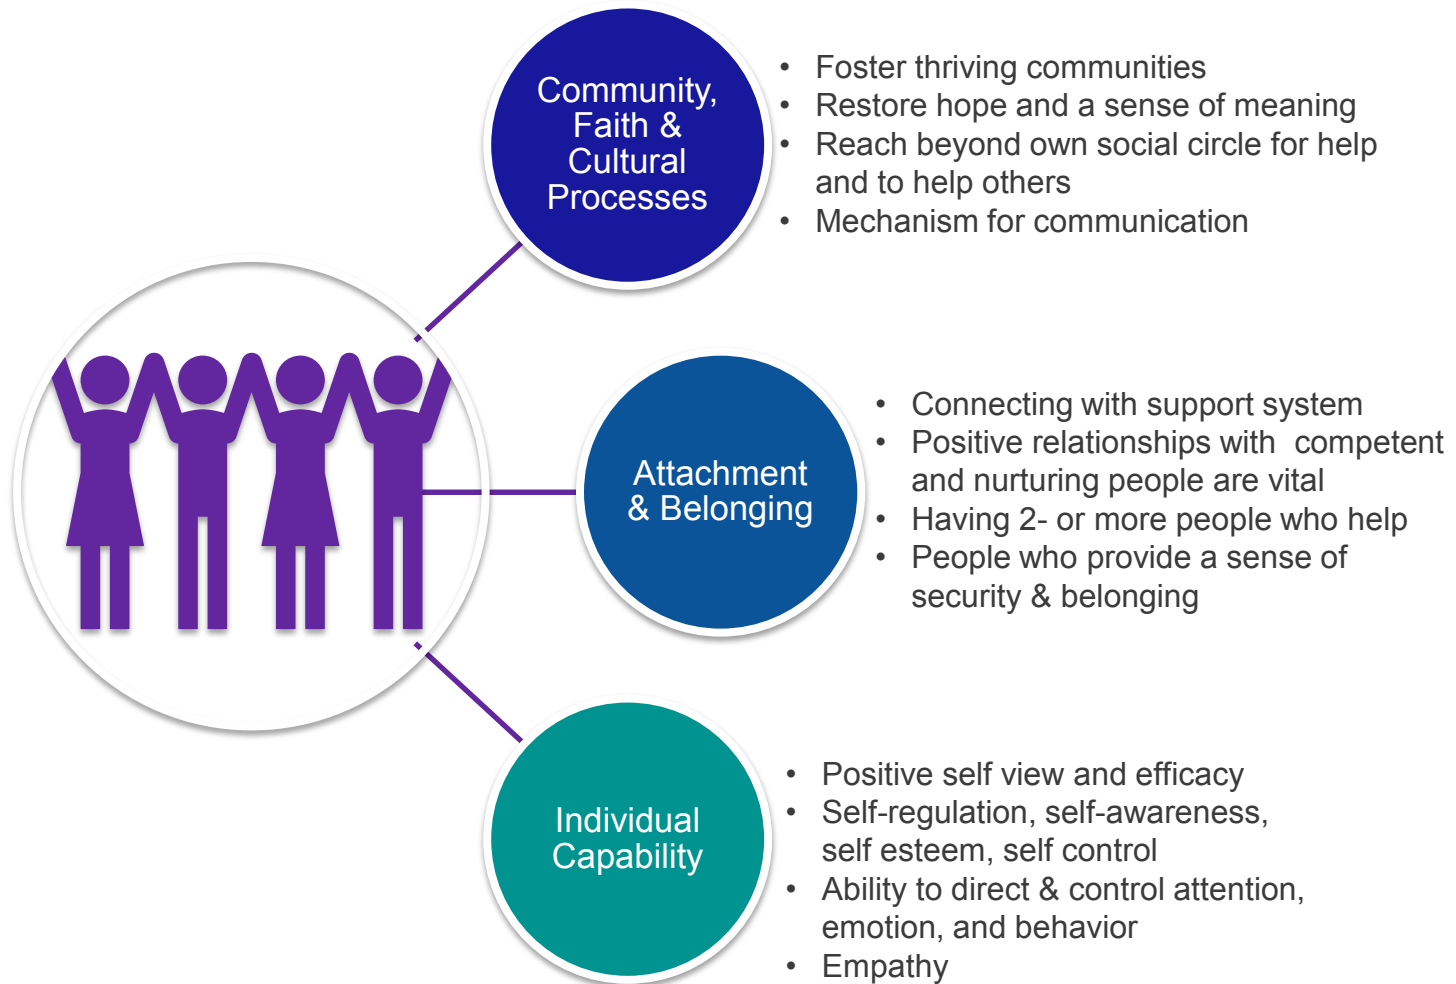 Community,
Faith &
Cultural
Processes
• Foster thriving communities
• Restore hope and a sense of meaning
• Reach beyond own social circle for help
and to help others
• Mechanism for communication
Attachment
& Belonging
• Connecting with support system
• Positive relationships with  competent
and nurturing people are vital
• Having 2- or more people who help
• People who provide a sense of
security & belonging
Individual
Capability
• Positive self view and efficacy
• Self-regulation, self-awareness,
self esteem, self control
• Ability to direct & control attention,
emotion, and behavior
• Empathy